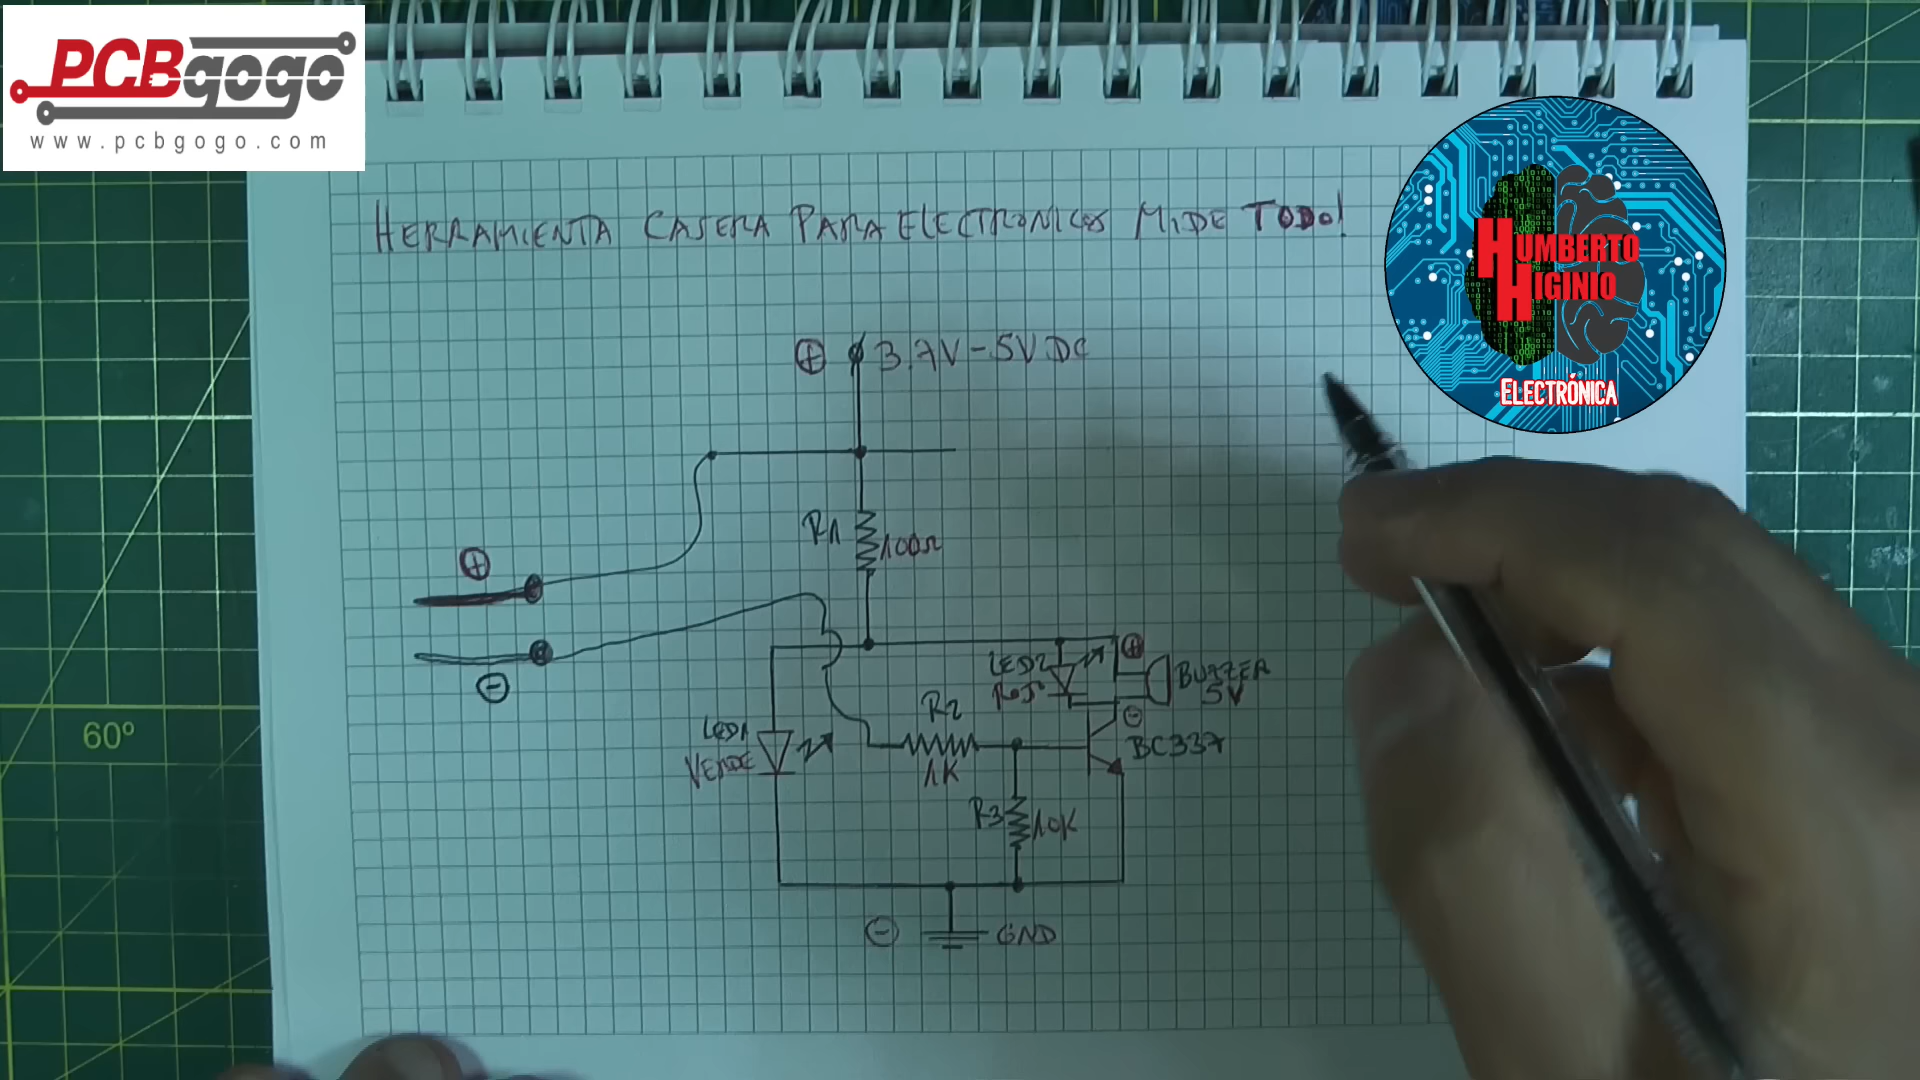 PCBgogo
www.pcbgogo.com
HERRAMIENTA CASERA PARA ELECTRONICOS MIDE TODO!
HUMBERTO
HIGINIO
ELECTRÓNICA
+ 3.7V-5V DC
R1
100Ω
+
-
LED2
ROJO
+
BUZZER
5V
-
R2
1K
BC337
LED1
VERDE
R3
10K
- GND
60º